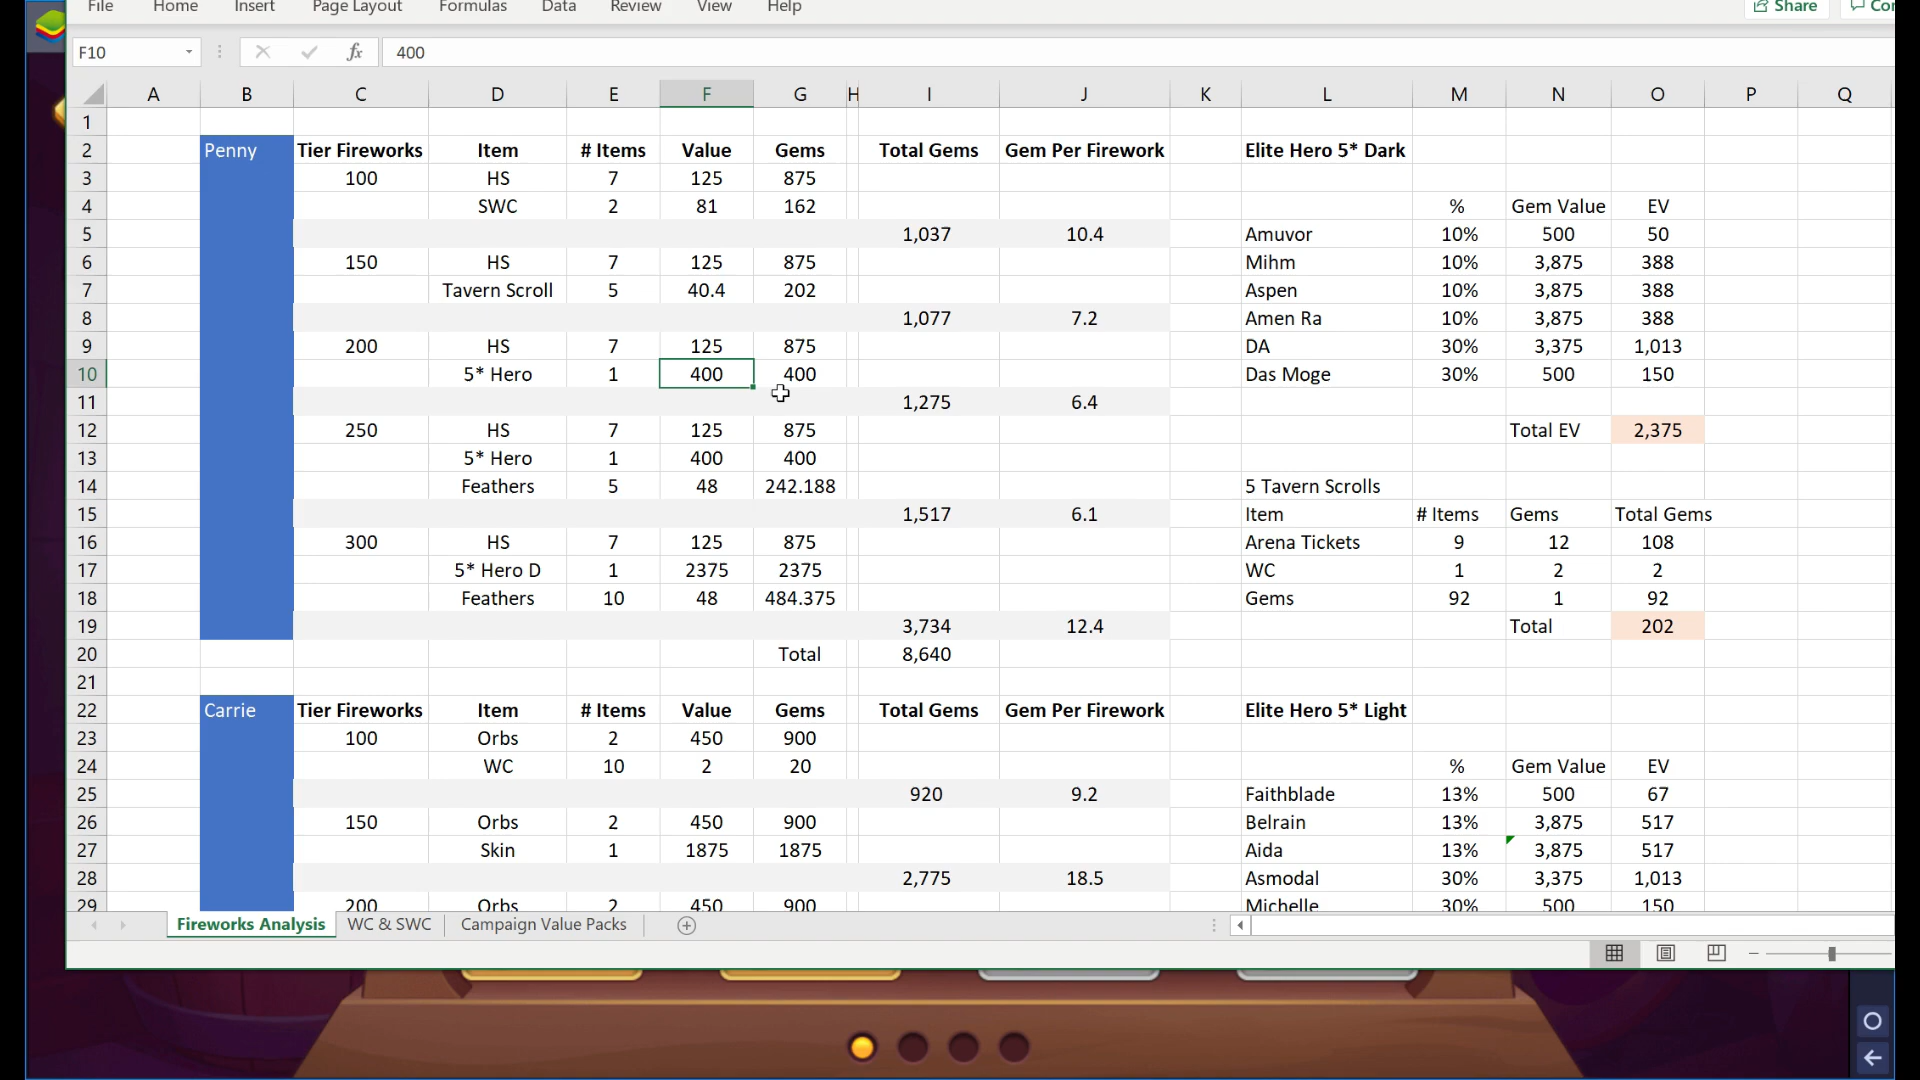 File Home Insert Page Layout Formulas Data Review View Help Share Co
F10 fx 400
A B C D E F G H I J K L M N O P Q
1
2 Penny Tier Fireworks Item # Items Value Gems Total Gems Gem Per Firework Elite Hero 5* Dark
3 100 HS 7 125 875
4 SWC 2 81 162 % Gem Value EV
5 1,037 10.4 Amuvor 10% 500 50
6 150 HS 7 125 875 Mihm 10% 3,875 388
7 Tavern Scroll 5 40.4 202 Aspen 10% 3,875 388
8 1,077 7.2 Amen Ra 10% 3,875 388
9 200 HS 7 125 875 DA 30% 3,375 1,013
10 5* Hero 1 400 400 Das Moge 30% 500 150
11 1,275 6.4
12 250 HS 7 125 875 Total EV 2,375
13 5* Hero 1 400 400
14 Feathers 5 48 242.188 5 Tavern Scrolls
15 1,517 6.1 Item # Items Gems Total Gems
16 300 HS 7 125 875 Arena Tickets 9 12 108
17 5* Hero D 1 2375 2375 WC 1 2 2
18 Feathers 10 48 484.375 Gems 92 1 92
19 3,734 12.4 Total 202
20 Total 8,640
21
22 Carrie Tier Fireworks Item # Items Value Gems Total Gems Gem Per Firework Elite Hero 5* Light
23 100 Orbs 2 450 900
24 WC 10 2 20 % Gem Value EV
25 920 9.2 Faithblade 13% 500 67
26 150 Orbs 2 450 900 Belrain 13% 3,875 517
27 Skin 1 1875 1875 Aida 13% 3,875 517
28 2,775 18.5 Asmodal 30% 3,375 1,013
29 200 Orbs 2 450 900 Michelle 30% 500 150
Fireworks Analysis WC & SWC Campaign Value Packs